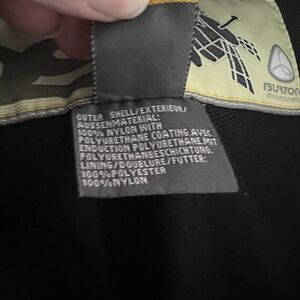 BURTON
OUTER SHELL/EXTERIEUR/
AUSSENMATERIAL:
100% NYLON WITH
POLYURETHANE COATING.AVEC
ENDUCTION POLYURETHANE.MIT
POLYURETHANBESCHICHTUNG.
LINING/DOUBLURE/FUTTER:
100%POLYESTER
100%NYLON